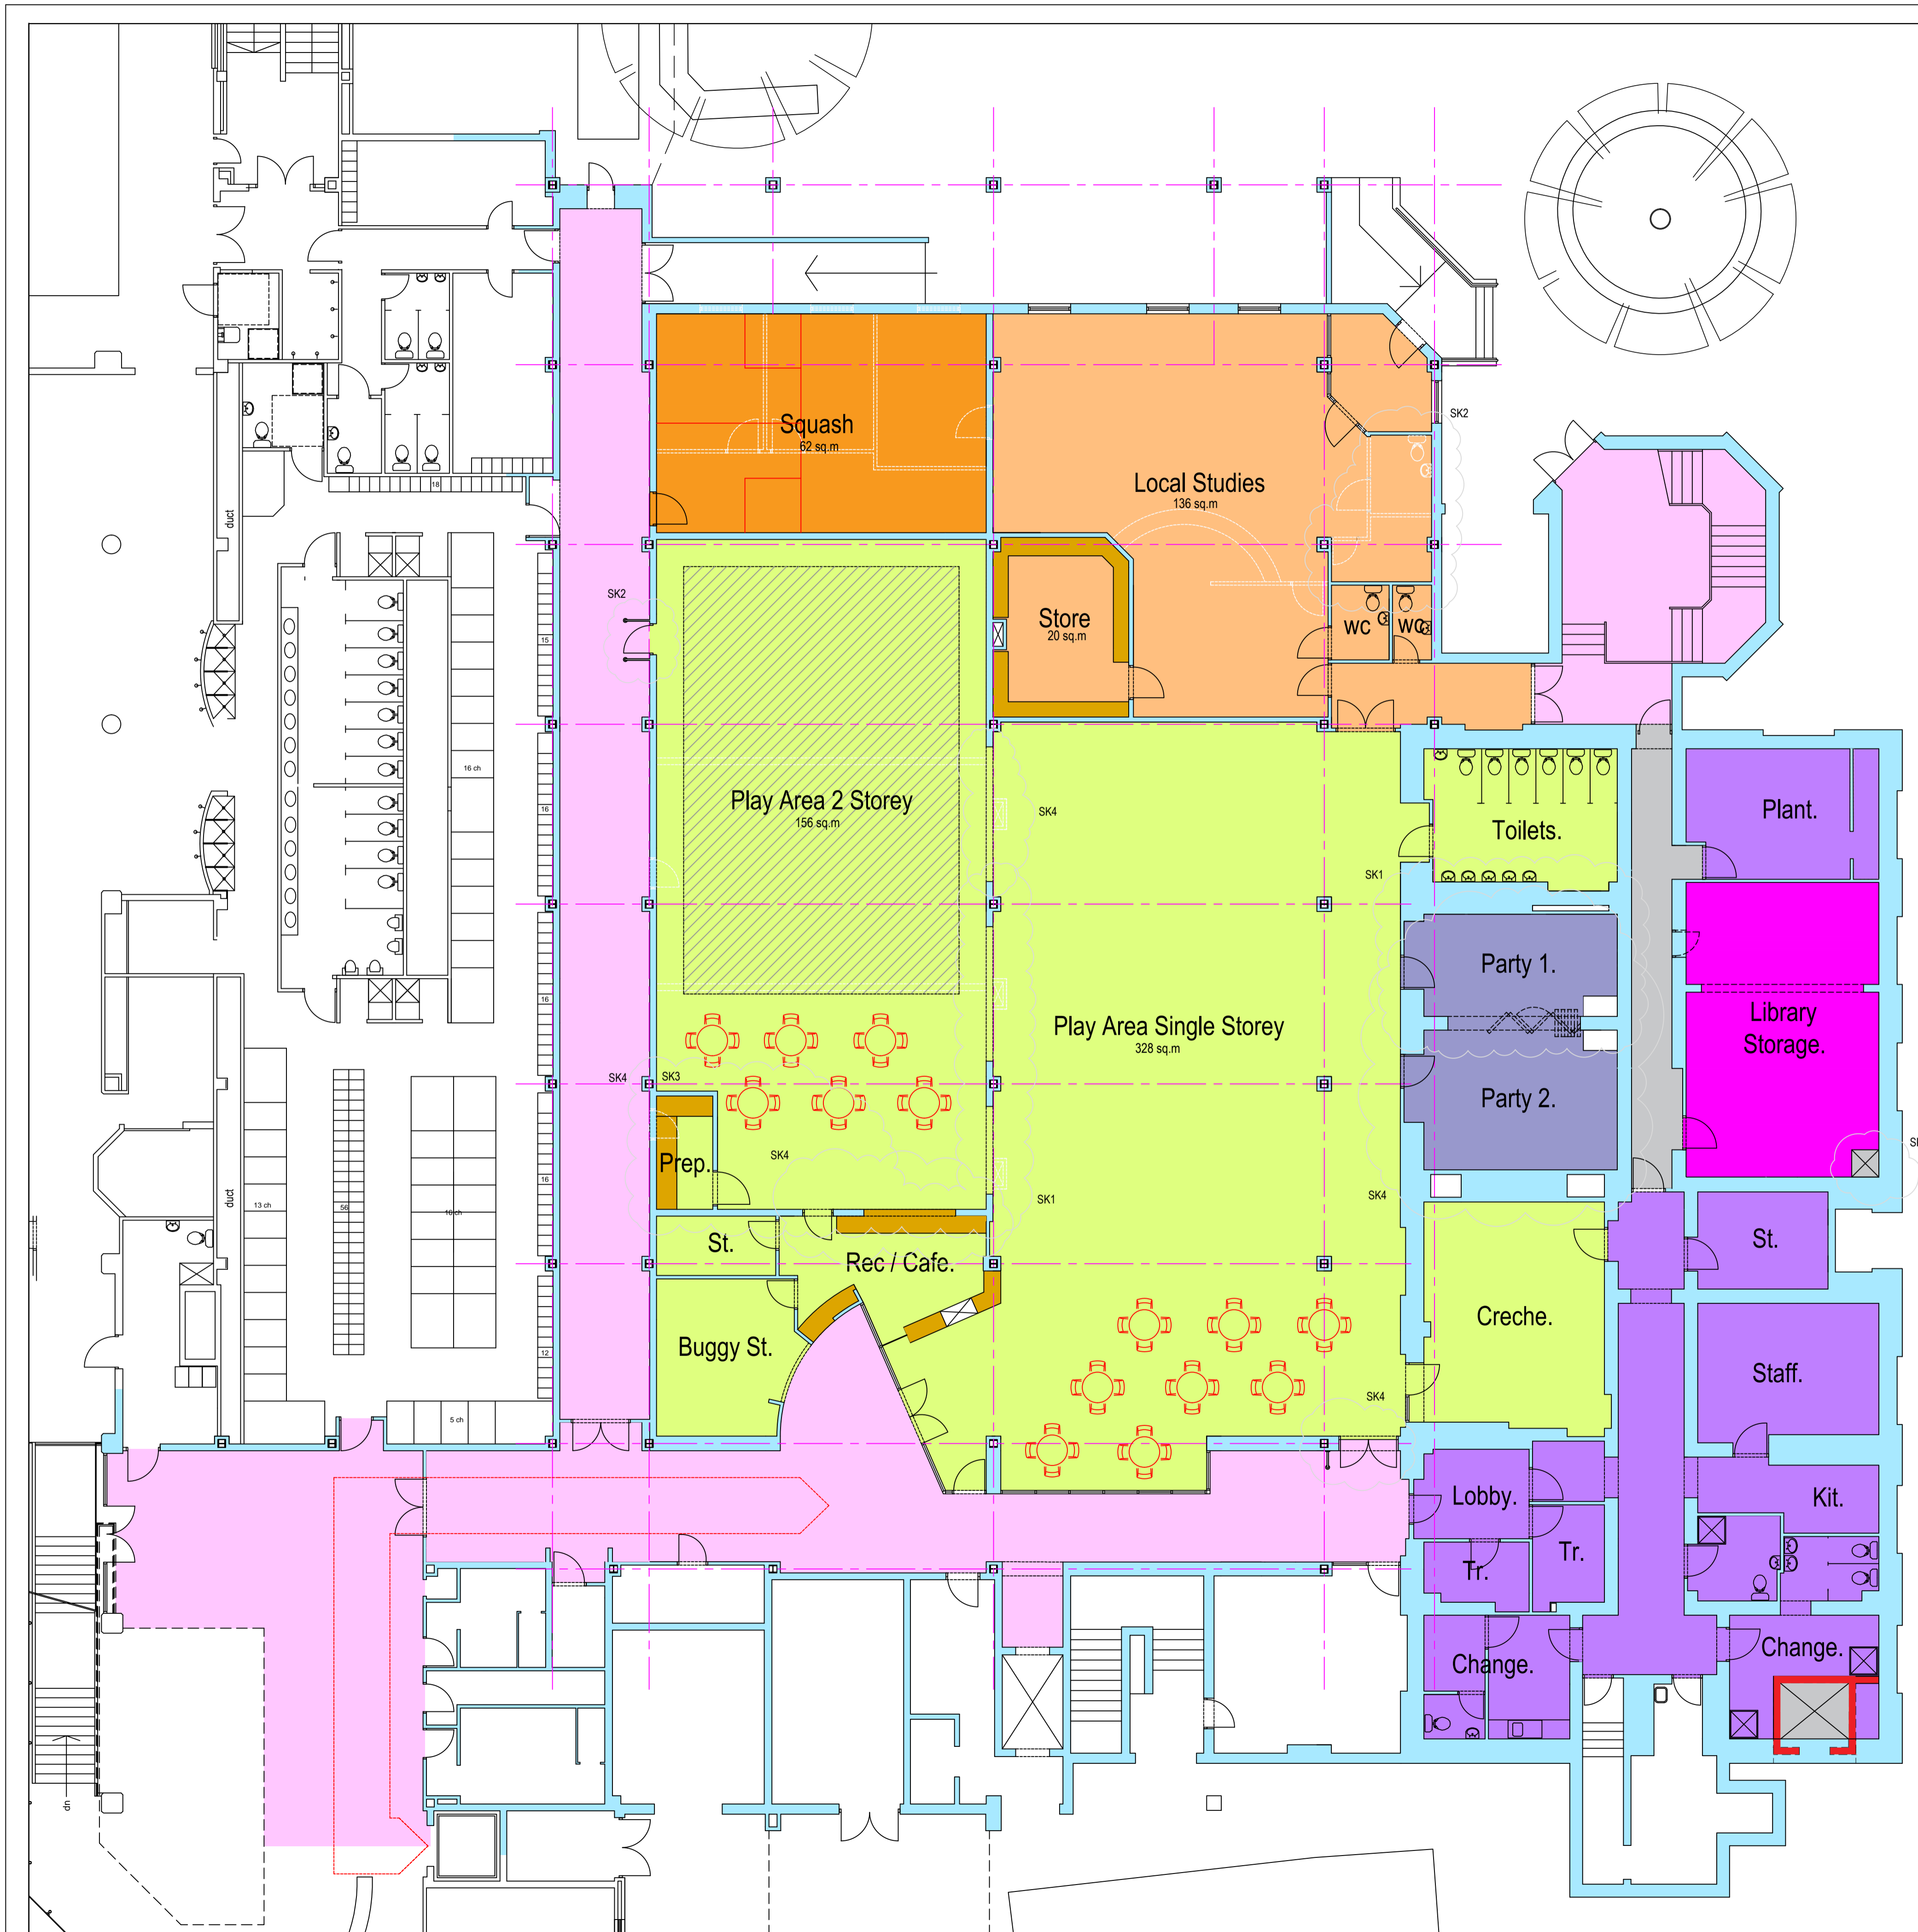 Squash
62 sq.m
SK2
Local Studies
136 sq.m
18
duct
SK2
15
Store
20 sq.m
WC
WC
16 ch
Play Area 2 Storey
156 sq.m
16
SK4
Plant.
Toilets.
SK1
Party 1.
16
Play Area Single Storey
328 sq.m
Library
Storage.
SK4
SK3
Party 2.
SK4
Prep.
16
duct
13 ch
56
16 ch
SK1
SK4
St.
Rec / Cafe.
St.
Creche.
Buggy St.
12
Staff.
SK4
5 ch
Lobby.
Kit.
Tr.
Tr.
Change.
Change.
dn